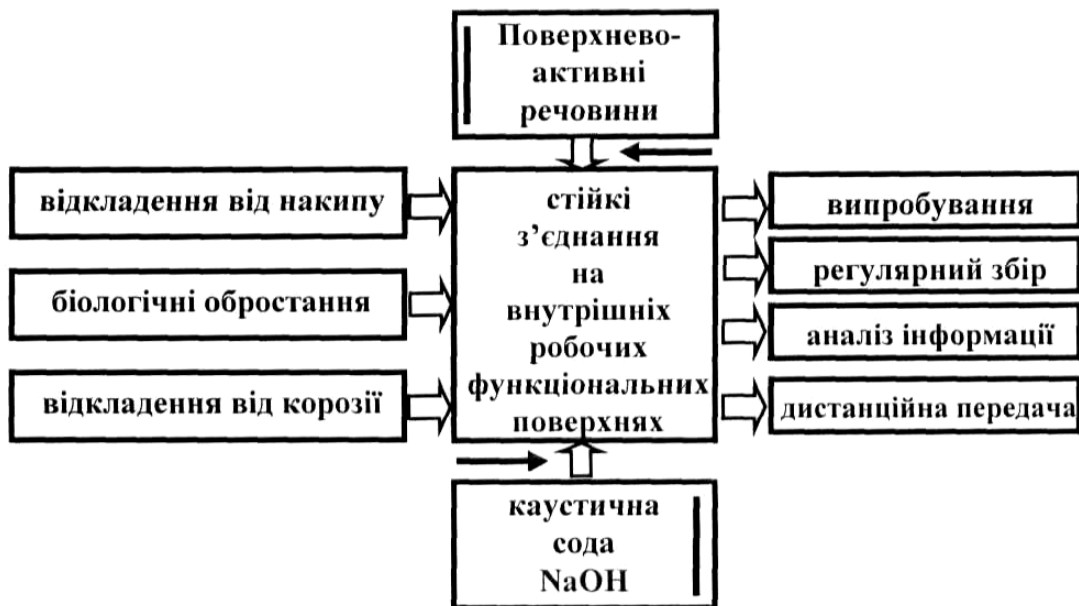 Поверхнево-
активні
речовини
відкладення від накипу
біологічні обростання
відкладення від корозії
стійкі
з’єднання
на
внутрішніх
робочих
функціональних
поверхнях
випробування
регулярний збір
аналіз інформації
дистанційна передача
каустична
сода
NaOH